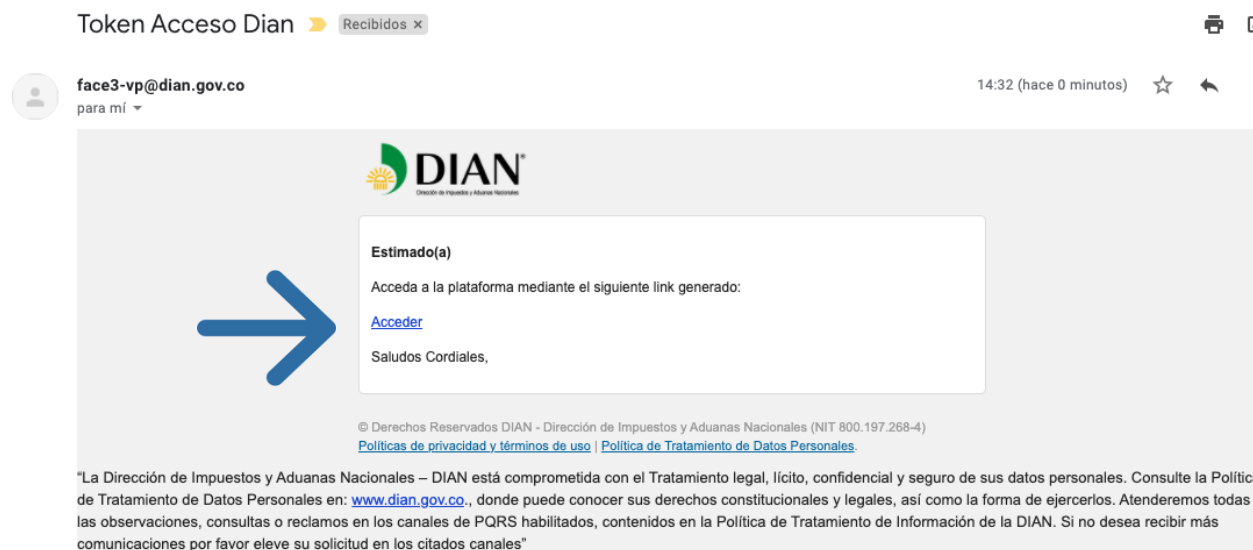 Token Acceso Dian Recibidos x
face3-vp@dian.gov.co 14:32 (hace 0 minutos)
para mí
DIAN
Dirección de Impuestos y Aduanas Nacionales
Estimado(a)
Acceda a la plataforma mediante el siguiente link generado:
Acceder
Saludos Cordiales,
© Derechos Reservados DIAN - Dirección de Impuestos y Aduanas Nacionales (NIT 800.197.268-4)
Políticas de privacidad y términos de uso | Política de Tratamiento de Datos Personales.
“La Dirección de Impuestos y Aduanas Nacionales – DIAN está comprometida con el Tratamiento legal, lícito, confidencial y seguro de sus datos personales. Consulte la Polític
de Tratamiento de Datos Personales en: www.dian.gov.co., donde puede conocer sus derechos constitucionales y legales, así como la forma de ejercerlos. Atenderemos todas
las observaciones, consultas o reclamos en los canales de PQRS habilitados, contenidos en la Política de Tratamiento de Información de la DIAN. Si no desea recibir más
comunicaciones por favor eleve su solicitud en los citados canales”